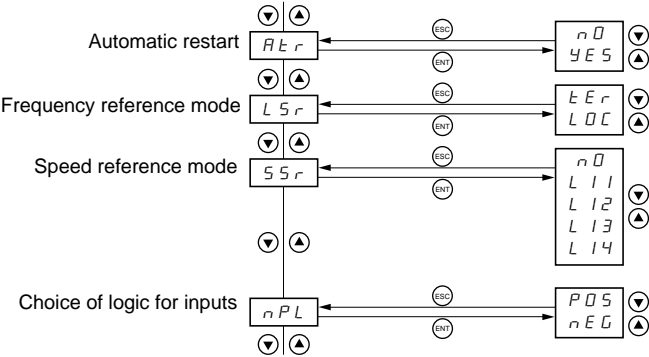 Automatic restart
Atr
ESC
ENT
nO
YES
Frequency reference mode
LSr
ESC
ENT
tEr
LOC
Speed reference mode
SSr
ESC
ENT
nO
LI1
LI2
LI3
LI4
Choice of logic for inputs
nPL
ESC
ENT
POS
nEG